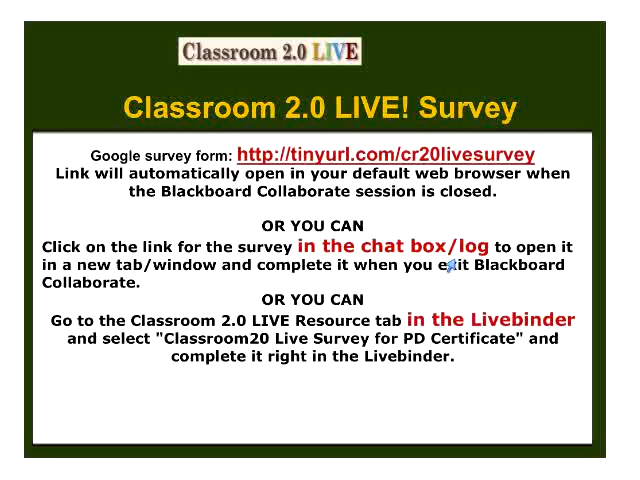 Classroom 2.0 LIVE
Classroom 2.0 LIVE! Survey
Google survey form: http://tinyurl.com/cr20livesurvey
Link will automatically open in your default web browser when
the Blackboard Collaborate session is closed.
OR YOU CAN
Click on the link for the survey in the chat box/log to open it
in a new tab/window and complete it when you exit Blackboard
Collaborate.
OR YOU CAN
Go to the Classroom 2.0 LIVE Resource tab in the Livebinder
and select "Classroom20 Live Survey for PD Certificate" and
complete it right in the Livebinder.